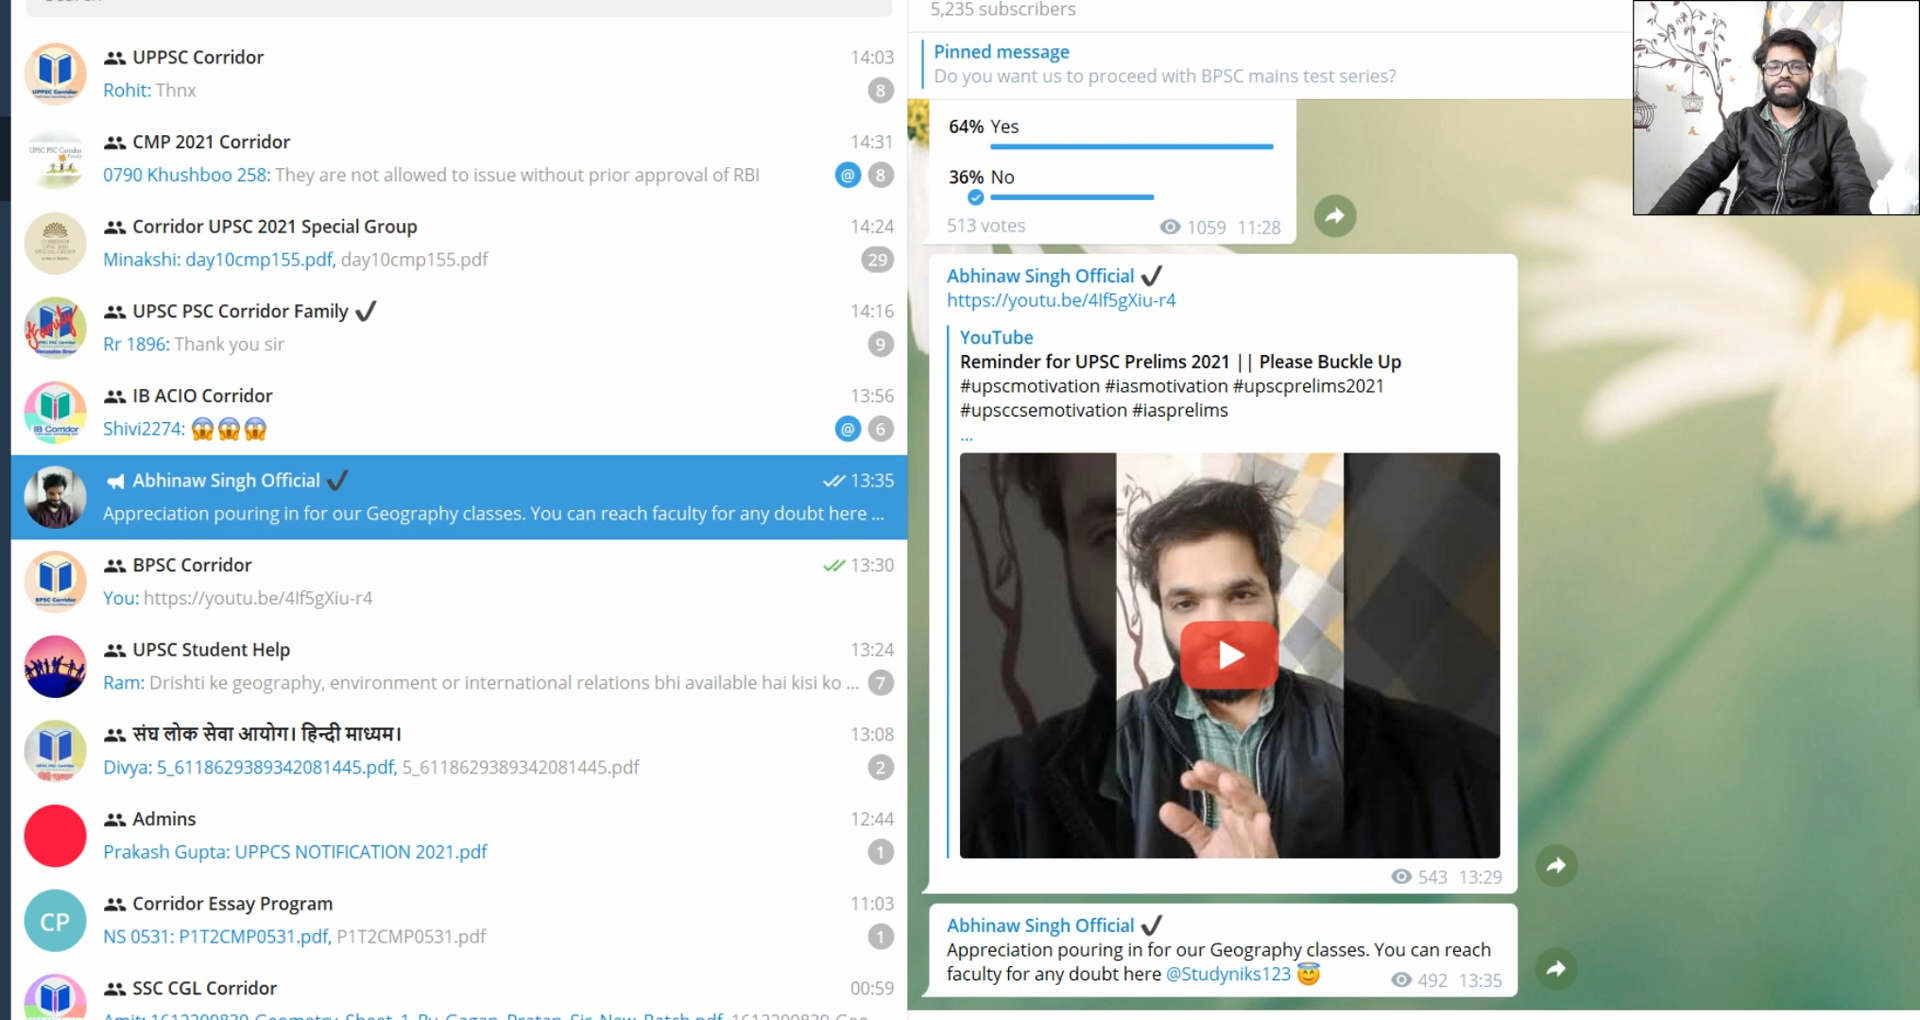 5,235 subscribers
UPPSC Corridor 14:03
Rohit: Thnx 8
CMP 2021 Corridor 14:31
0790 Khushboo 258: They are not allowed to issue without prior approval of RBI @ 8
Corridor UPSC 2021 Special Group 14:24
Minakshi: day10cmp155.pdf, day10cmp155.pdf 29
UPSC PSC Corridor Family ✔ 14:16
Rr 1896: Thank you sir 9
IB ACIO Corridor 13:56
Shivi2274: 😱😱😱 @ 6
Abhinaw Singh Official ✔ 13:35
Appreciation pouring in for our Geography classes. You can reach faculty for any doubt here ...
BPSC Corridor 13:30
You: https://youtu.be/4lf5gXiu-r4
UPSC Student Help 13:24
Ram: Drishti ke geography, environment or international relations bhi available hai kisi ko ... 7
संघ लोक सेवा आयोग। हिन्दी माध्यम। 13:08
Divya: 5_6118629389342081445.pdf, 5_6118629389342081445.pdf 2
Admins 12:44
Prakash Gupta: UPPCS NOTIFICATION 2021.pdf 1
CP
Corridor Essay Program 11:03
NS 0531: P1T2CMP0531.pdf, P1T2CMP0531.pdf 1
SSC CGL Corridor 00:59
Pinned message
Do you want us to proceed with BPSC mains test series?
64% Yes
36% No
513 votes 1059 11:28
Abhinaw Singh Official ✔
https://youtu.be/4lf5gXiu-r4
YouTube
Reminder for UPSC Prelims 2021 || Please Buckle Up
#upscmotivation #iasmotivation #upscprelims2021
#upsccsemotivation #iasprelims
...
543 13:29
Abhinaw Singh Official ✔
Appreciation pouring in for our Geography classes. You can reach
faculty for any doubt here @Studyniks123 😇 492 13:35